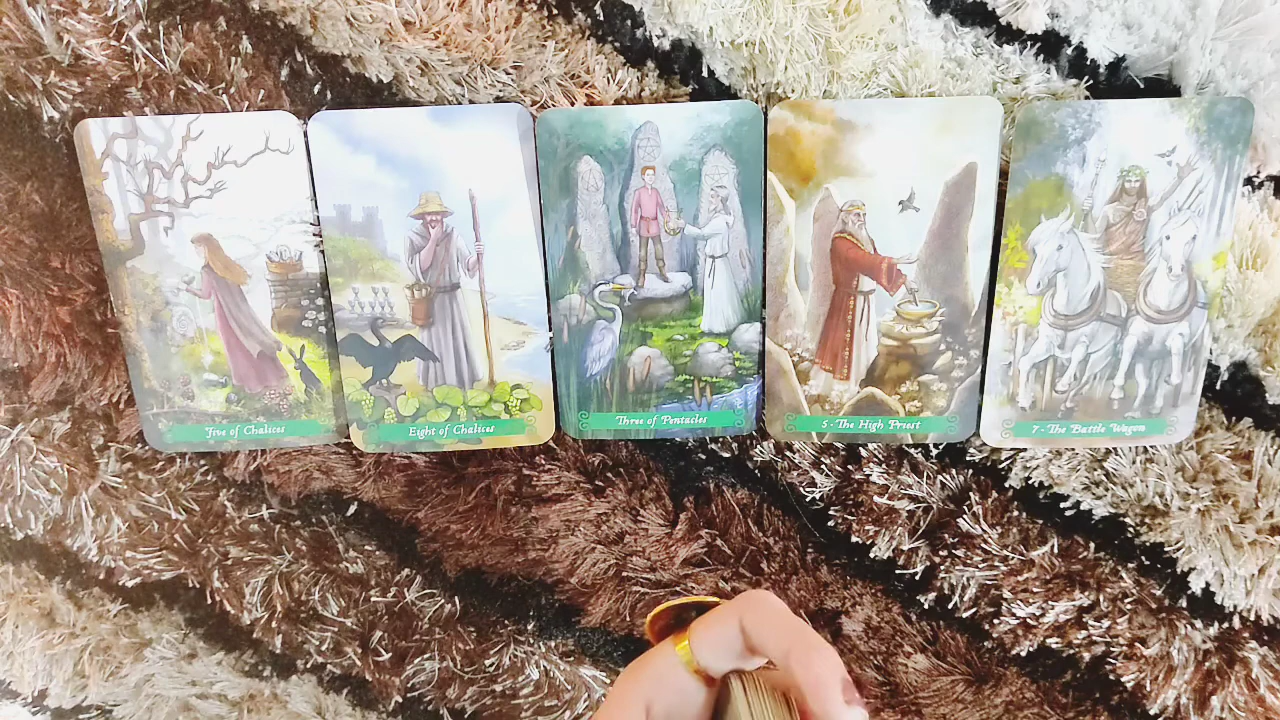 Five of Chalices
Eight of Chalices
Three of Pentacles
5 - The High Priest
7 - The Battle Wagon